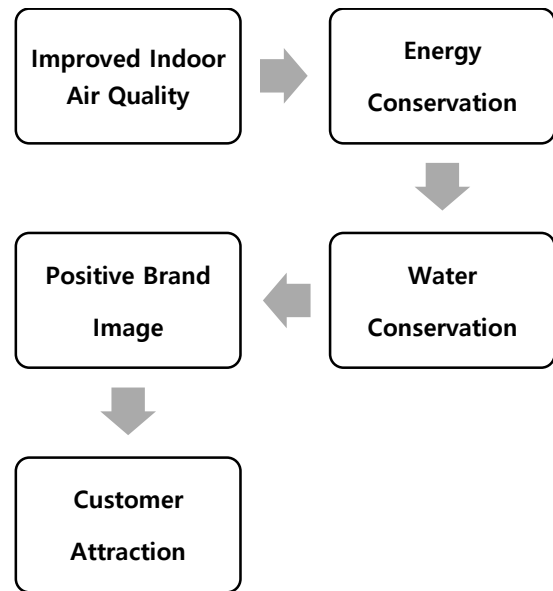 Improved Indoor
Air Quality
Energy
Conservation
Water
Conservation
Positive Brand
Image
Customer
Attraction